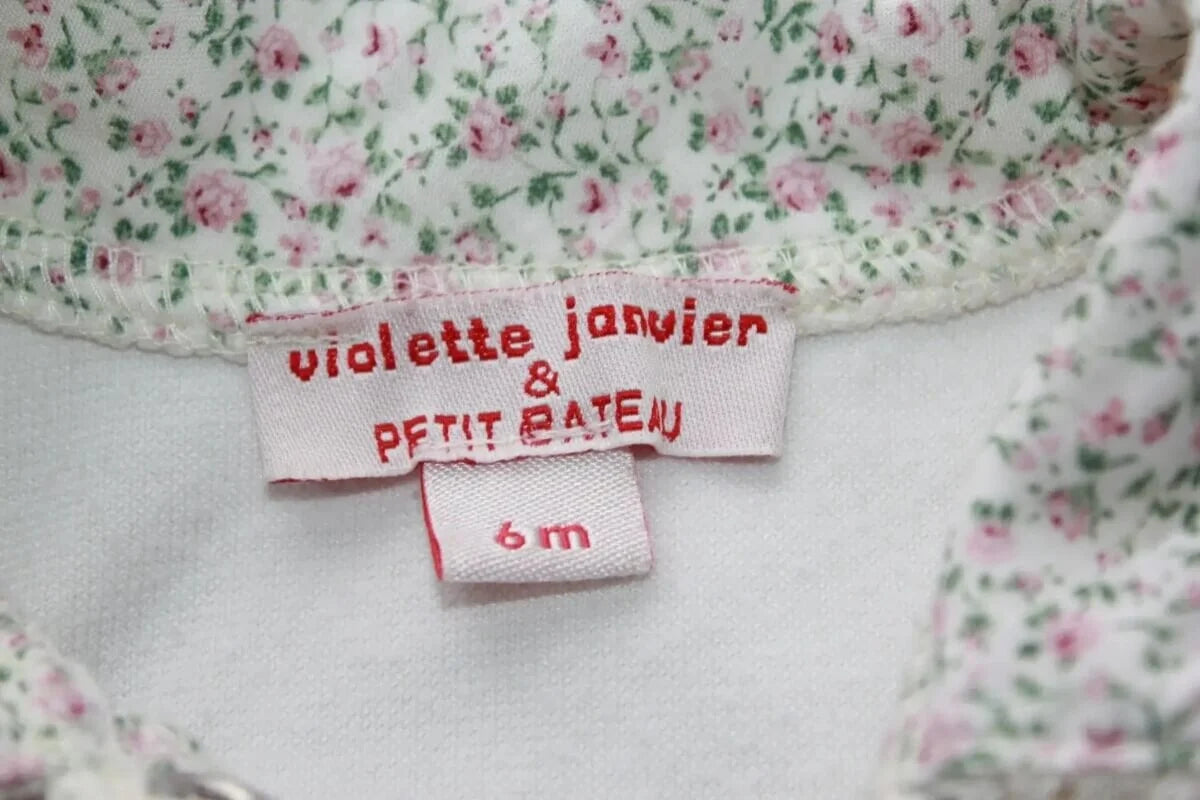 violette janvier
&
PETIT BATEAU
6 m